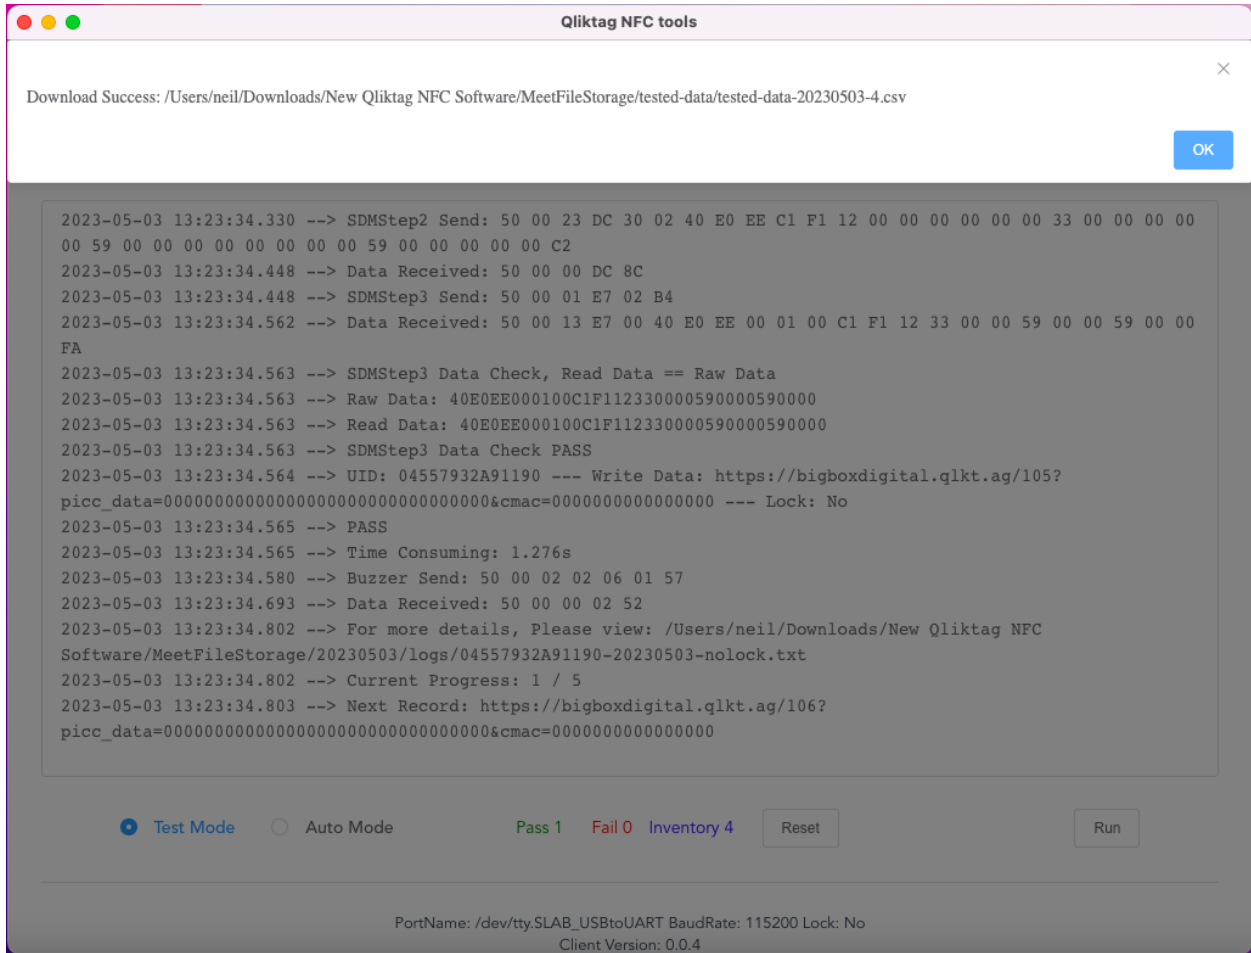 Qliktag NFC tools
Download Success: /Users/neil/Downloads/New Qliktag NFC Software/MeetFileStorage/tested-data/tested-data-20230503-4.csv
OK
2023-05-03 13:23:34.330 --> SDMStep2 Send: 50 00 23 DC 30 02 40 E0 EE C1 F1 12 00 00 00 00 00 00 33 00 00 00 00
00 59 00 00 00 00 00 00 00 00 59 00 00 00 00 00 C2
2023-05-03 13:23:34.448 --> Data Received: 50 00 00 DC 8C
2023-05-03 13:23:34.448 --> SDMStep3 Send: 50 00 01 E7 02 B4
2023-05-03 13:23:34.562 --> Data Received: 50 00 13 E7 00 40 E0 EE 00 01 00 C1 F1 12 33 00 00 59 00 00 59 00 00
FA
2023-05-03 13:23:34.563 --> SDMStep3 Data Check, Read Data == Raw Data
2023-05-03 13:23:34.563 --> Raw Data: 40E0EE000100C1F112330000590000590000
2023-05-03 13:23:34.563 --> Read Data: 40E0EE000100C1F112330000590000590000
2023-05-03 13:23:34.563 --> SDMStep3 Data Check PASS
2023-05-03 13:23:34.564 --> UID: 04557932A91190 --- Write Data: https://bigboxdigital.qlkt.ag/105?
picc_data=00000000000000000000000000000000&cmac=0000000000000000 --- Lock: No
2023-05-03 13:23:34.565 --> PASS
2023-05-03 13:23:34.565 --> Time Consuming: 1.276s
2023-05-03 13:23:34.580 --> Buzzer Send: 50 00 02 02 06 01 57
2023-05-03 13:23:34.693 --> Data Received: 50 00 00 02 52
2023-05-03 13:23:34.802 --> For more details, Please view: /Users/neil/Downloads/New Qliktag NFC
Software/MeetFileStorage/20230503/logs/04557932A91190-20230503-nolock.txt
2023-05-03 13:23:34.802 --> Current Progress: 1 / 5
2023-05-03 13:23:34.803 --> Next Record: https://bigboxdigital.qlkt.ag/106?
picc_data=00000000000000000000000000000000&cmac=0000000000000000
Test Mode Auto Mode Pass 1 Fail 0 Inventory 4 Reset Run
PortName: /dev/tty.SLAB_USBtoUART BaudRate: 115200 Lock: No
Client Version: 0.0.4